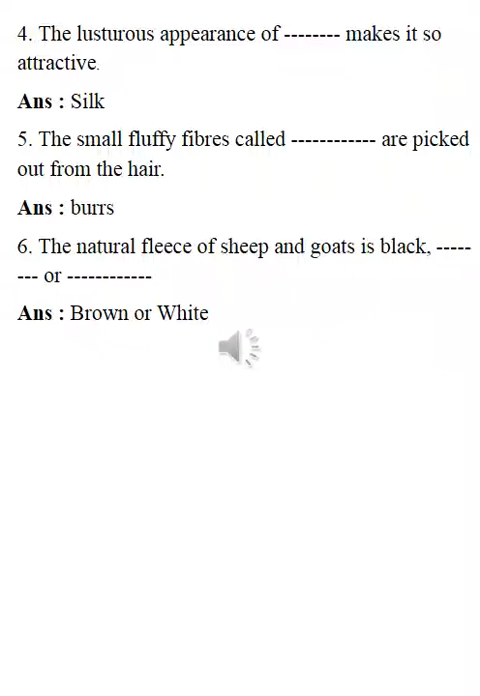 4. The lusturous appearance of -------- makes it so
attractive.
Ans : Silk
5. The small fluffy fibres called ------------ are picked
out from the hair.
Ans : burrs
6. The natural fleece of sheep and goats is black, -----
--- or ------------
Ans : Brown or White